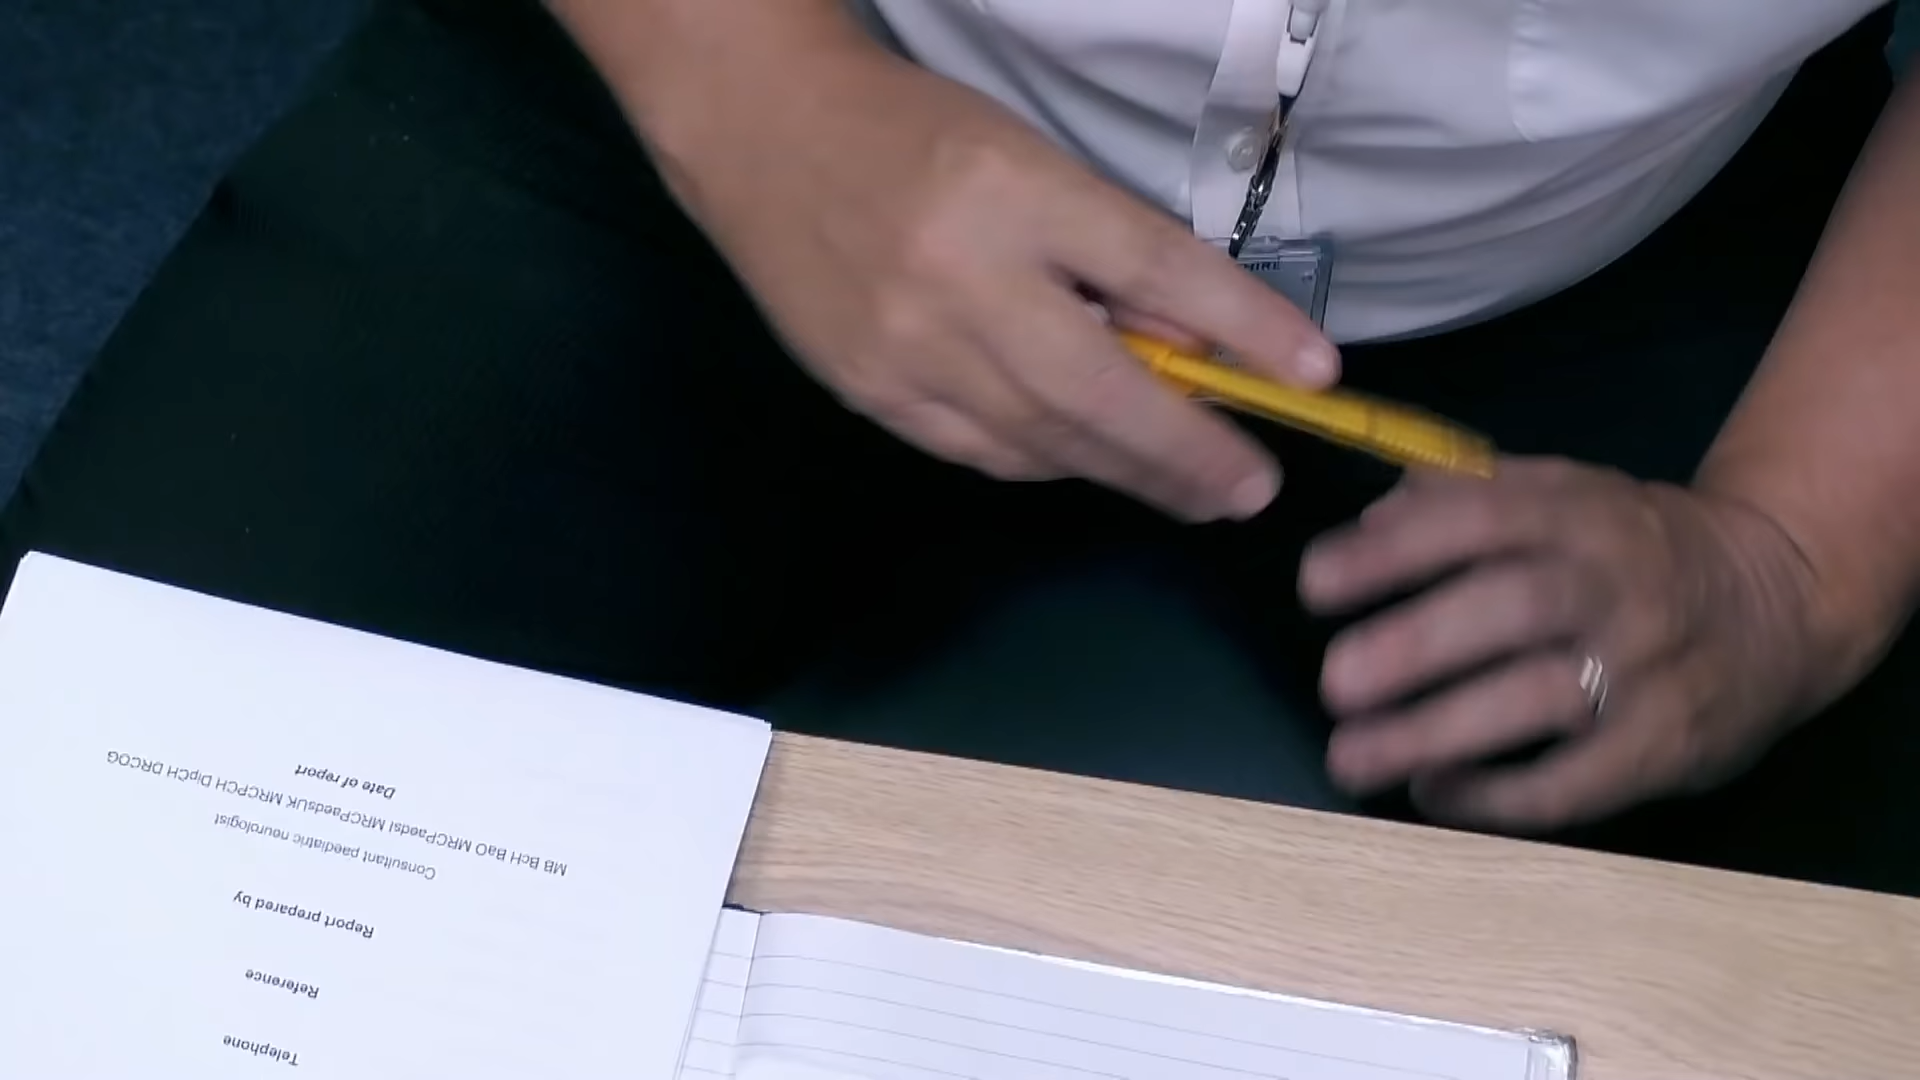 Telephone
Reference
Report prepared by
Consultant paediatric neurologist
MB BcH BaO MRCPaedsI MRCPaedsUK MRCPCH DipCH DRCOG
Date of report